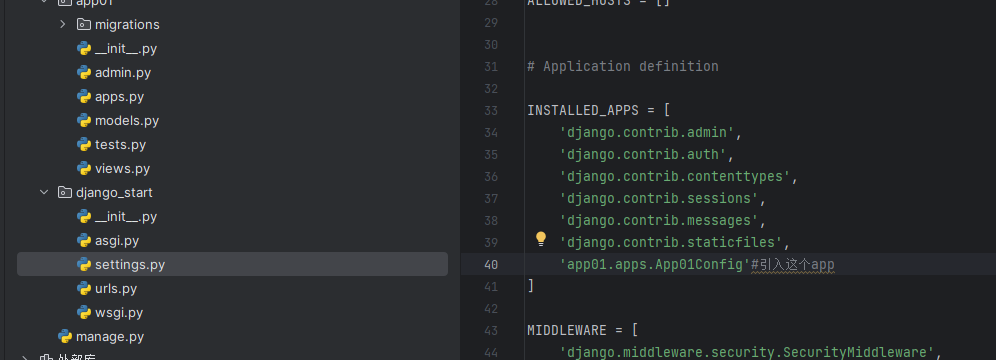 app01
migrations
__init__.py
admin.py
apps.py
models.py
tests.py
views.py
django_start
__init__.py
asgi.py
settings.py
urls.py
wsgi.py
manage.py
外部库
28 ALLOWED_HOSTS = []
29
30
31 # Application definition
32
33 INSTALLED_APPS = [
34 'django.contrib.admin',
35 'django.contrib.auth',
36 'django.contrib.contenttypes',
37 'django.contrib.sessions',
38 'django.contrib.messages',
39 'django.contrib.staticfiles',
40 'app01.apps.App01Config'#引入这个app
41 ]
42
43 MIDDLEWARE = [
44 'django.middleware.security.SecurityMiddleware',